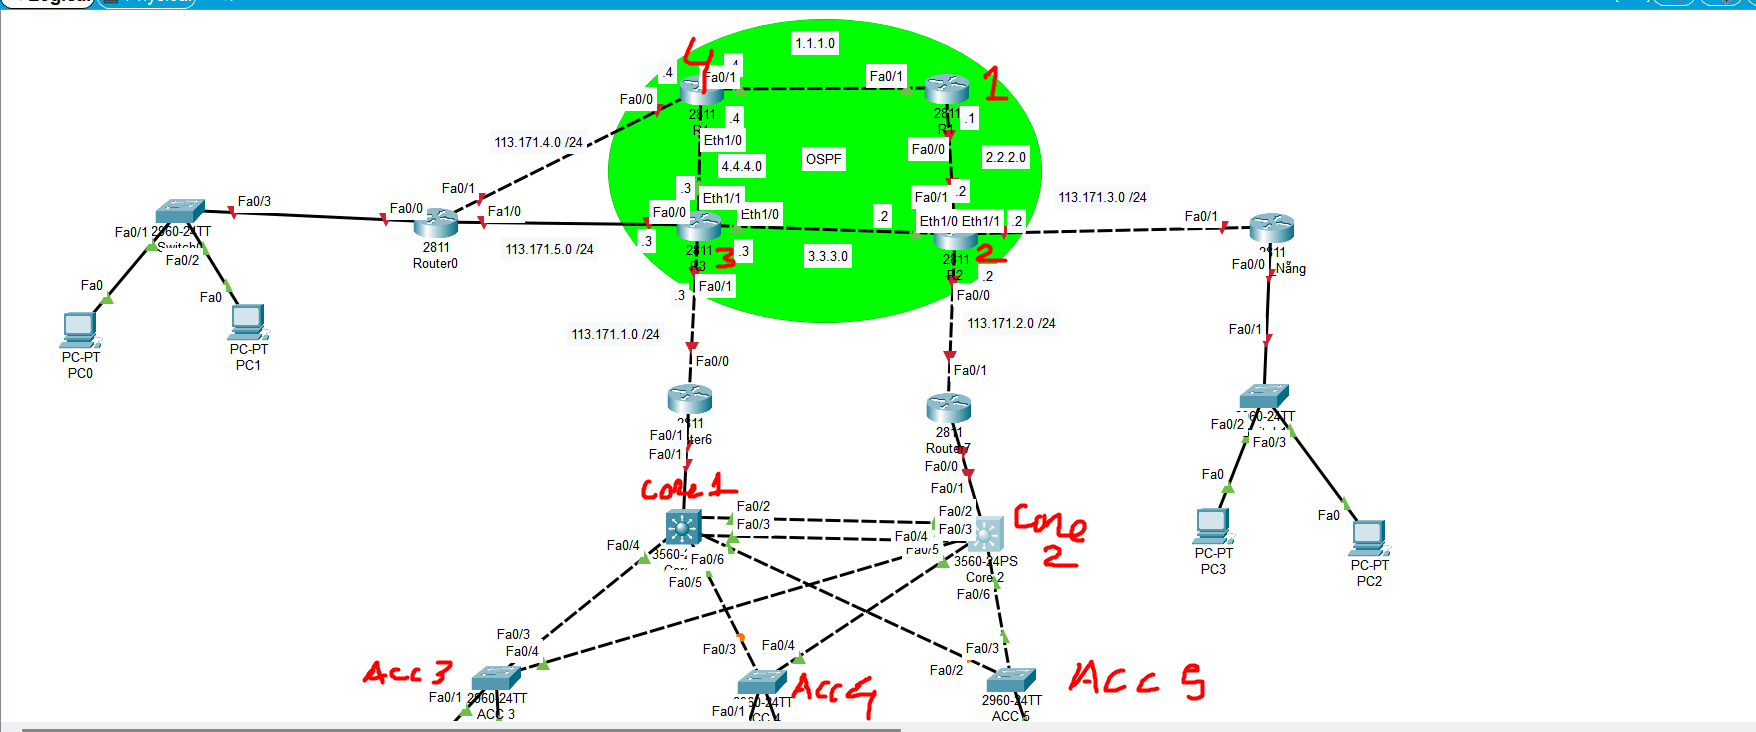 Logical
Physical
1.1.1.0
4
1
.4
.4
Fa0/1
Fa0/1
Fa0/0
2811
2811
.4
.1
113.171.4.0 /24
Eth1/0
Fa0/0
4.4.4.0
OSPF
2.2.2.0
Fa0/1
.3
Fa0/1
.2
113.171.3.0 /24
Fa0/3
Fa0/0
Fa1/0
Eth1/1
Fa0/0
Eth1/0
.2
Eth1/0
Eth1/1
.2
Fa0/1
Fa0/1
2960-24TT
Switch0
Fa0/2
2811
Router0
113.171.5.0 /24
.3
2811
R3
3
.3
3.3.3.0
2811
R2
2
.2
2811
Nẵng
Fa0/0
Fa0
Fa0
.3
Fa0/1
Fa0/0
PC-PT
PC0
PC-PT
PC1
113.171.1.0 /24
113.171.2.0 /24
Fa0/1
Fa0/0
Fa0/1
2811
Fa0/1
Fa0/1
2811
Router7
Fa0/0
Fa0/1
Fa0/2
Fa0/3
Fa0
Fa0
PC-PT
PC3
PC-PT
PC2
Core 1
Core 2
Fa0/2
Fa0/3
Fa0/2
Fa0/3
Fa0/4
Fa0/5
Fa0/4
Fa0/6
Fa0/5
3560-24PS
Core 2
Fa0/6
Fa0/3
Fa0/4
Fa0/3
Fa0/4
Fa0/3
Fa0/2
Acc 3
Acc 4
Acc 5
Fa0/1
2960-24TT
ACC 3
Fa0/1
2960-24TT
ACC 5